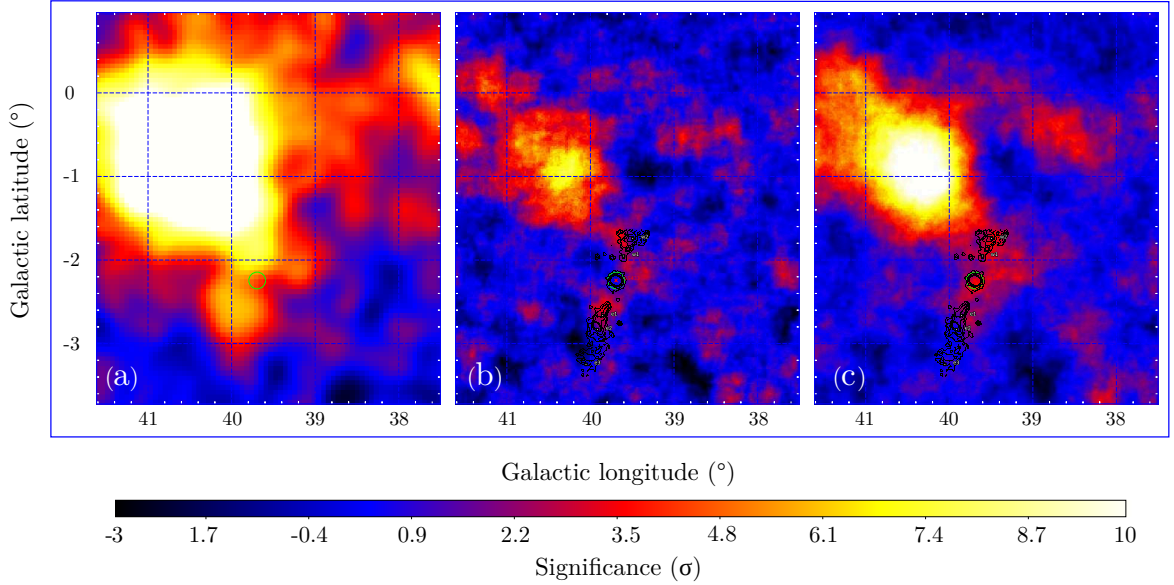 0
-1
-2
-3
Galactic latitude (°)
(a)
(b)
(c)
41 40 39 38 41 40 39 38 41 40 39 38
Galactic longitude (°)
-3 1.7 -0.4 0.9 2.2 3.5 4.8 6.1 7.4 8.7 10
Significance (σ)